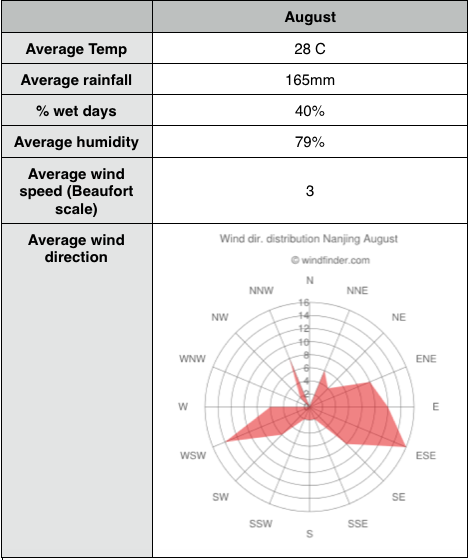 August
Average Temp
28 C
Average rainfall
165mm
% wet days
40%
Average humidity
79%
Average wind
speed (Beaufort
scale)
3
Average wind
direction
Wind dir. distribution Nanjing August
© windfinder.com
N
NNW
NNE
NW
NE
WNW
ENE
W
E
WSW
ESE
SW
SE
SSW
SSE
S
16
14
12
10
8
6
4
2
0